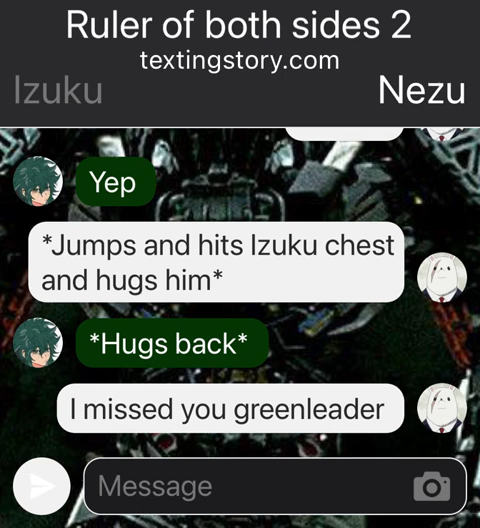 Ruler of both sides 2
textingstory.com
Izuku
Nezu
Yep
*Jumps and hits Izuku chest
and hugs him*
*Hugs back*
I missed you greenleader
Message